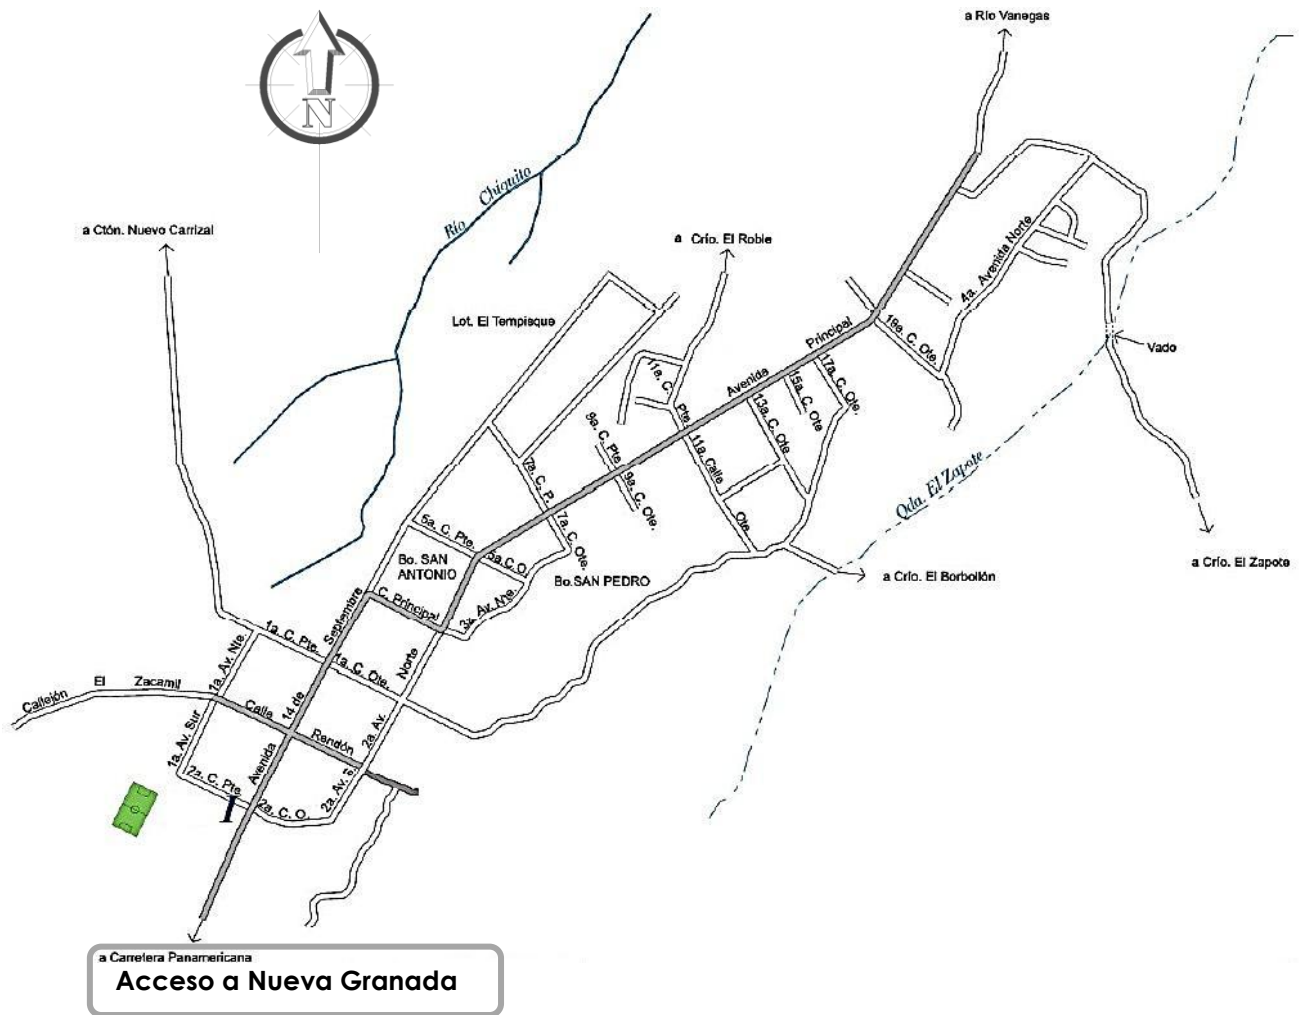 a Río Vanegas
N
Río Chiquito
a Ctón. Nuevo Carrizal
a Crío. El Roble
4a. Avenida Norte
Lot. El Tempisque
Avenida Principal
18a. C. Ote.
Vado
11a. C. Pte.
17a. C. Ote.
15a. C. Ote
13a. C. Ote
9a. C. Pte.
11a. Calle Ote
9a. C. Ote.
7a. C. P.
7a. C. Ote.
Qda. El Zapote
5a. C. Pte.
5a. C. O.
Bo. SAN
ANTONIO
Bo. SAN PEDRO
a Crío. El Borbollón
a Crío. El Zapote
C. Principal
3a. Av. Nte.
Avenida 14 de Septiembre
1a. C. Pte.
1a. C. Ote.
1a. Av. Nte.
2a. Av. Norte
Callejón El Zacamil
Calle Rendón
1a. Av. Sur
2a. C. Pte.
2a. C. O.
2a. Av. S.
I
a Carretera Panamericana
Acceso a Nueva Granada